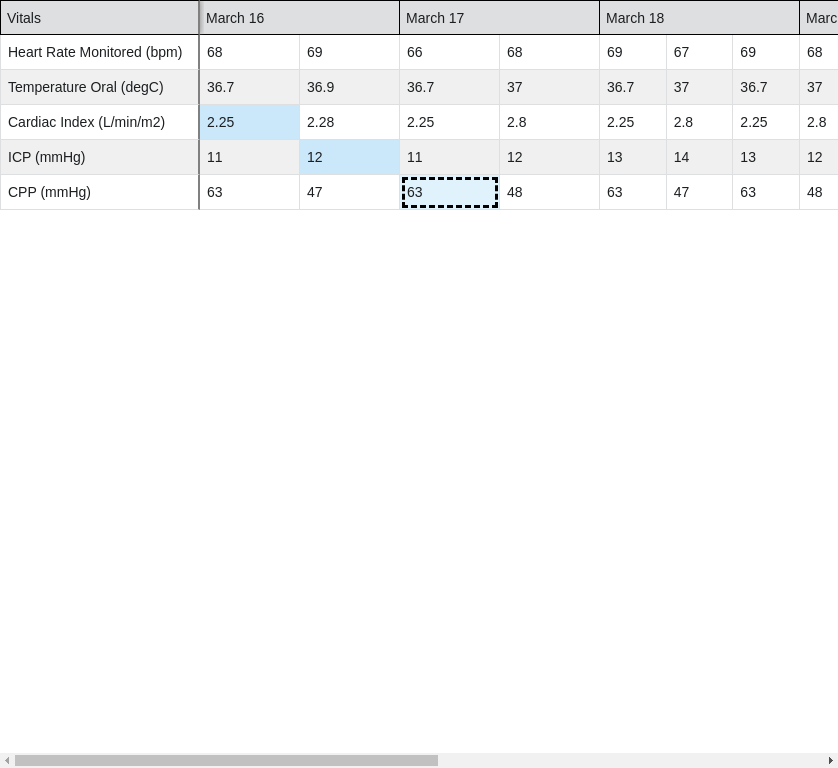 Vitals March 16 March 17 March 18 Marc
Heart Rate Monitored (bpm) 68 69 66 68 69 67 69 68
Temperature Oral (degC) 36.7 36.9 36.7 37 36.7 37 36.7 37
Cardiac Index (L/min/m2) 2.25 2.28 2.25 2.8 2.25 2.8 2.25 2.8
ICP (mmHg) 11 12 11 12 13 14 13 12
CPP (mmHg) 63 47 63 48 63 47 63 48